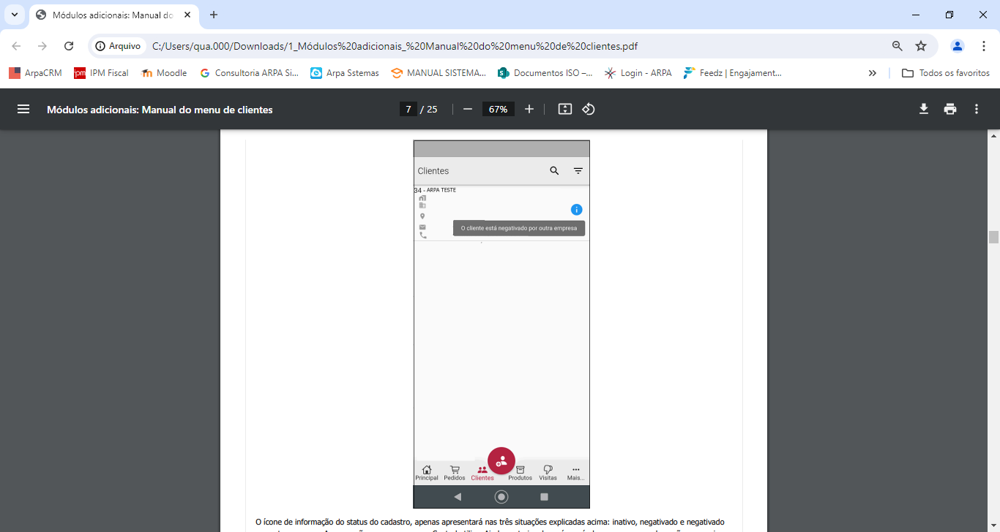 Módulos adicionais: Manual do
Arquivo
C:/Users/qua.000/Downloads/1_Módulos%20adicionais_%20Manual%20do%20menu%20de%20clientes.pdf
ArpaCRM
IPM Fiscal
Moodle
Consultoria ARPA Si...
Arpa Sstemas
MANUAL SISTEMA...
Documentos ISO –...
Login - ARPA
Feedz | Engajament...
Todos os favoritos
Módulos adicionais: Manual do menu de clientes
7 / 25
67%
Clientes
34 - ARPA TESTE
O cliente está negativado por outra empresa
Principal
Pedidos
Clientes
Produtos
Visitas
Mais...
O ícone de informação do status do cadastro, apenas apresentará nas três situações explicadas acima: inativo, negativado e negativado